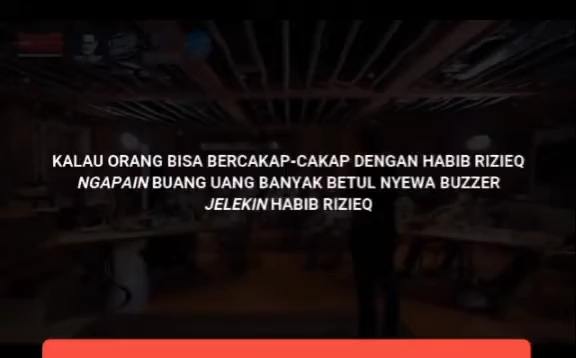 KALAU ORANG BISA BERCAKAP-CAKAP DENGAN HABIB RIZIEQ
NGAPAIN BUANG UANG BANYAK BETUL NYEWA BUZZER
JELEKIN HABIB RIZIEQ